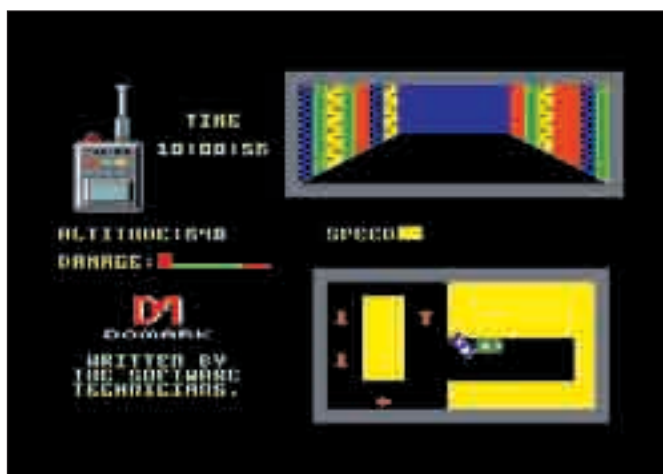 TIME
10:00:55
ALTITUDE:640
SPEED
DAMAGE:
DOMARK
WRITTEN BY
THE SOFTWARE
TECHNICIANS.